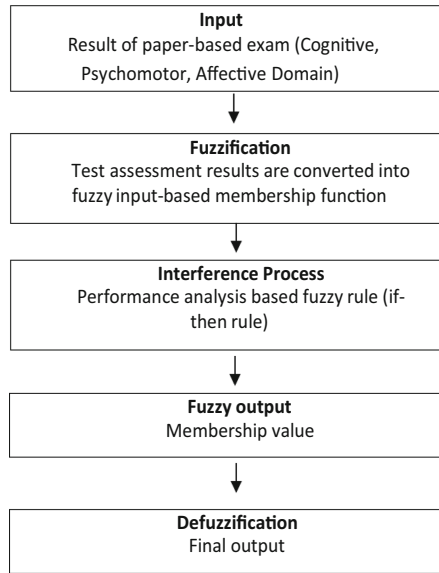 Input
Result of paper-based exam (Cognitive,
Psychomotor, Affective Domain)
Fuzzification
Test assessment results are converted into
fuzzy input-based membership function
Interference Process
Performance analysis based fuzzy rule (if-
then rule)
Fuzzy output
Membership value
Defuzzification
Final output